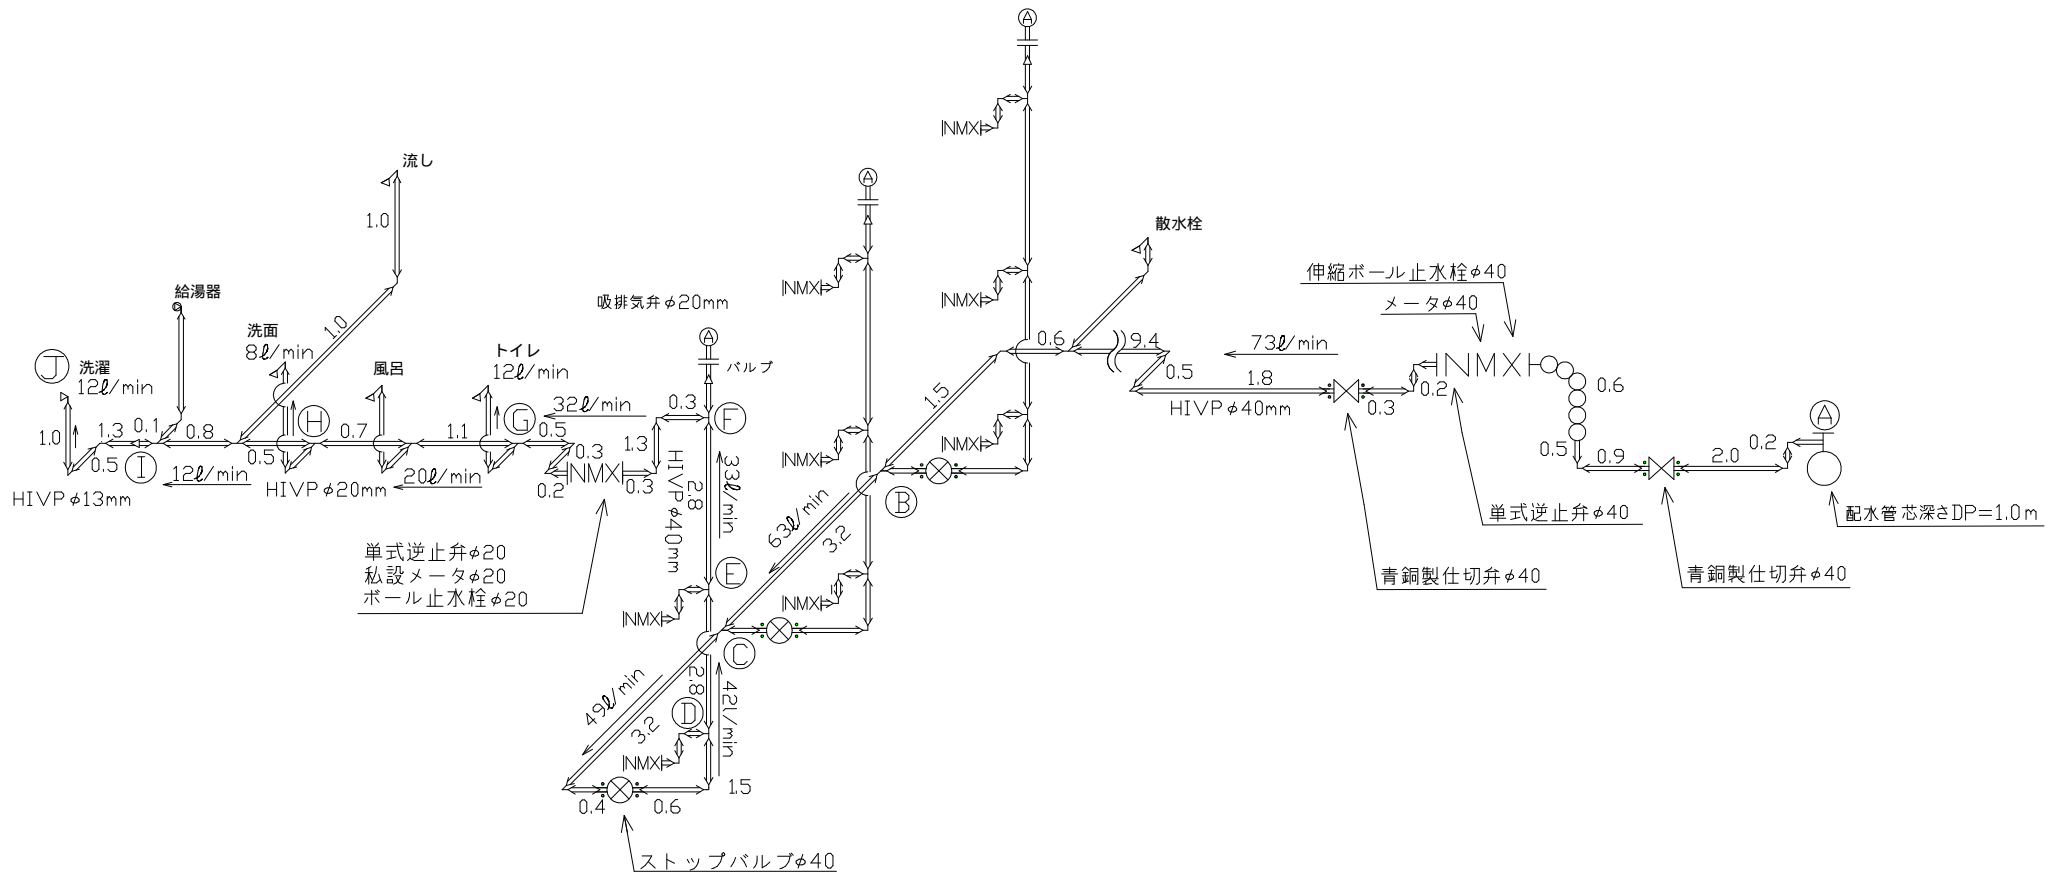 A
流し
1.0
A
散水栓
給湯器
吸排気弁φ20mm
伸縮ボール止水栓φ40
メータφ40
洗面
8ℓ/min
1.0
トイレ
12ℓ/min
A
バルブ
J
洗濯
12ℓ/min
風呂
NMX
NMX
NMX
NMX
NMX
NMX
0.6
9.4
0.5
73ℓ/min
1.8
HIVPφ40mm
0.3
0.2
NMX
0.6
0.5
0.9
2.0
0.2
A
1.0
1.3
0.1
0.8
0.5
I
12ℓ/min
HIVPφ13mm
0.5
H
0.7
1.1
G
32ℓ/min
0.5
0.3
0.2
NMX
0.3
1.3
0.3
F
HIVPφ20mm
20ℓ/min
HIVPφ40mm
2.8
33ℓ/min
1.5
B
63ℓ/min
3.2
単式逆止弁φ20
私設メータφ20
ボール止水栓φ20
E
NMX
C
49ℓ/min
3.2
2.8
42l/min
D
NMX
0.4
0.6
1.5
ストップバルブφ40
単式逆止弁φ40
配水管芯深さDP=1.0m
青銅製仕切弁φ40
青銅製仕切弁φ40